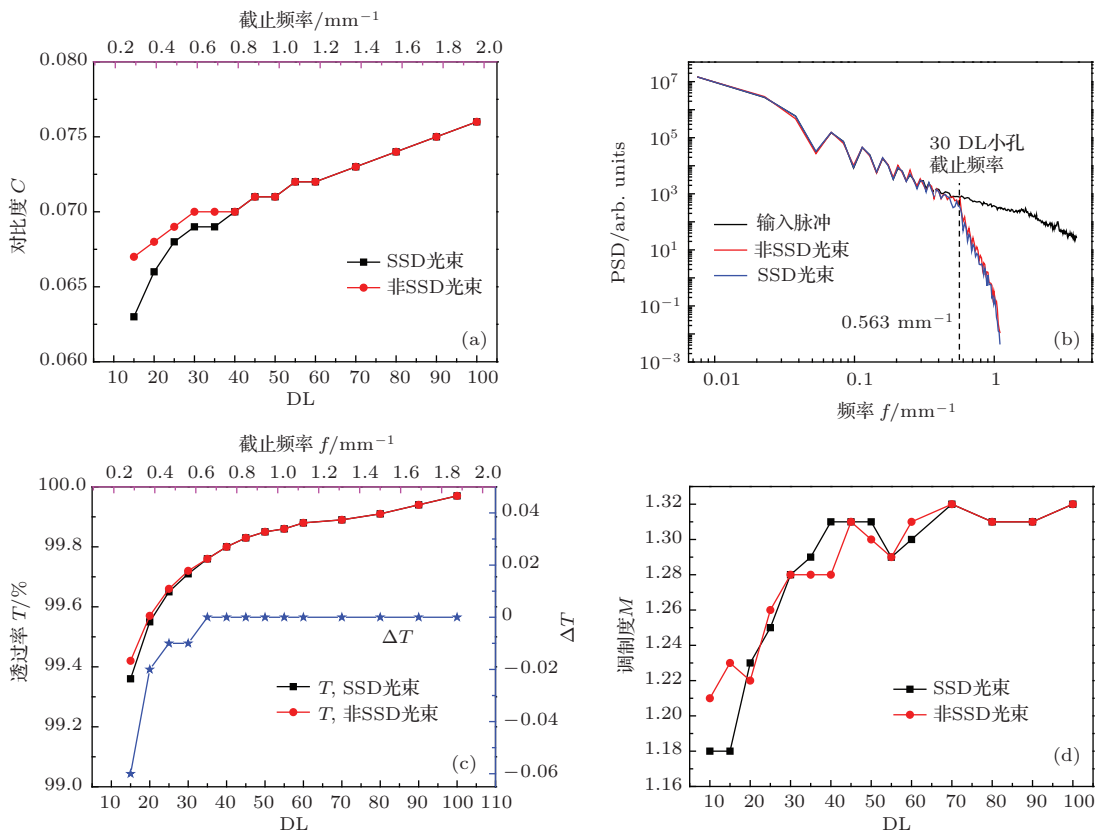 截止频率/mm⁻¹
0.2 0.4 0.6 0.8 1.0 1.2 1.4 1.6 1.8 2.0
0.080
0.075
0.070
0.065
0.060
对比度 C
SSD光束
非SSD光束
(a)
10 20 30 40 50 60 70 80 90 100
DL
10⁷
10⁵
10³
10¹
10⁻¹
10⁻³
PSD/arb. units
30 DL小孔
截止频率
输入脉冲
非SSD光束
SSD光束
0.563 mm⁻¹
(b)
0.01 0.1 1
频率 f/mm⁻¹
截止频率 f/mm⁻¹
0.2 0.4 0.6 0.8 1.0 1.2 1.4 1.6 1.8 2.0
100.0
99.8
99.6
99.4
99.2
99.0
透过率 T/%
0.04
0.02
0
−0.02
−0.04
−0.06
ΔT
ΔT
T, SSD光束
T, 非SSD光束
(c)
10 20 30 40 50 60 70 80 90 100 110
DL
1.32
1.30
1.28
1.26
1.24
1.22
1.20
1.18
1.16
调制度M
SSD光束
非SSD光束
(d)
10 20 30 40 50 60 70 80 90 100
DL